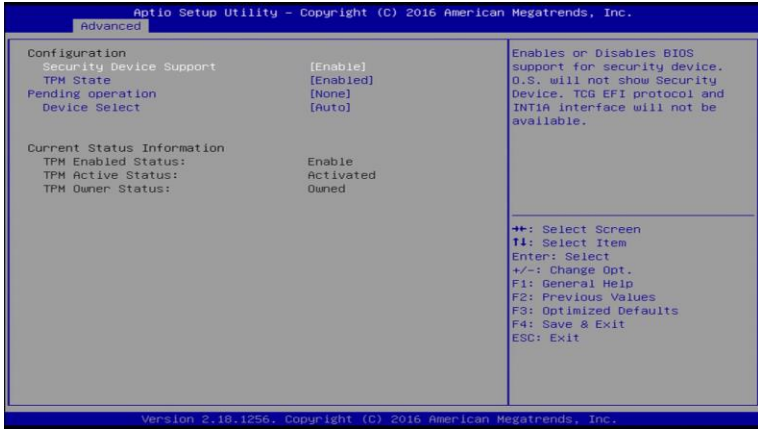 Aptio Setup Utility – Copyright (C) 2016 American Megatrends, Inc.
Advanced
Configuration
Security Device Support [Enable]
TPM State [Enabled]
Pending operation [None]
Device Select [Auto]
Current Status Information
TPM Enabled Status: Enable
TPM Active Status: Activated
TPM Owner Status: Owned
Enables or Disables BIOS
support for security device.
O.S. will not show Security
Device. TCG EFI protocol and
INT1A interface will not be
available.
→←: Select Screen
↑↓: Select Item
Enter: Select
+/-: Change Opt.
F1: General Help
F2: Previous Values
F3: Optimized Defaults
F4: Save & Exit
ESC: Exit
Version 2.18.1256. Copyright (C) 2016 American Megatrends, Inc.